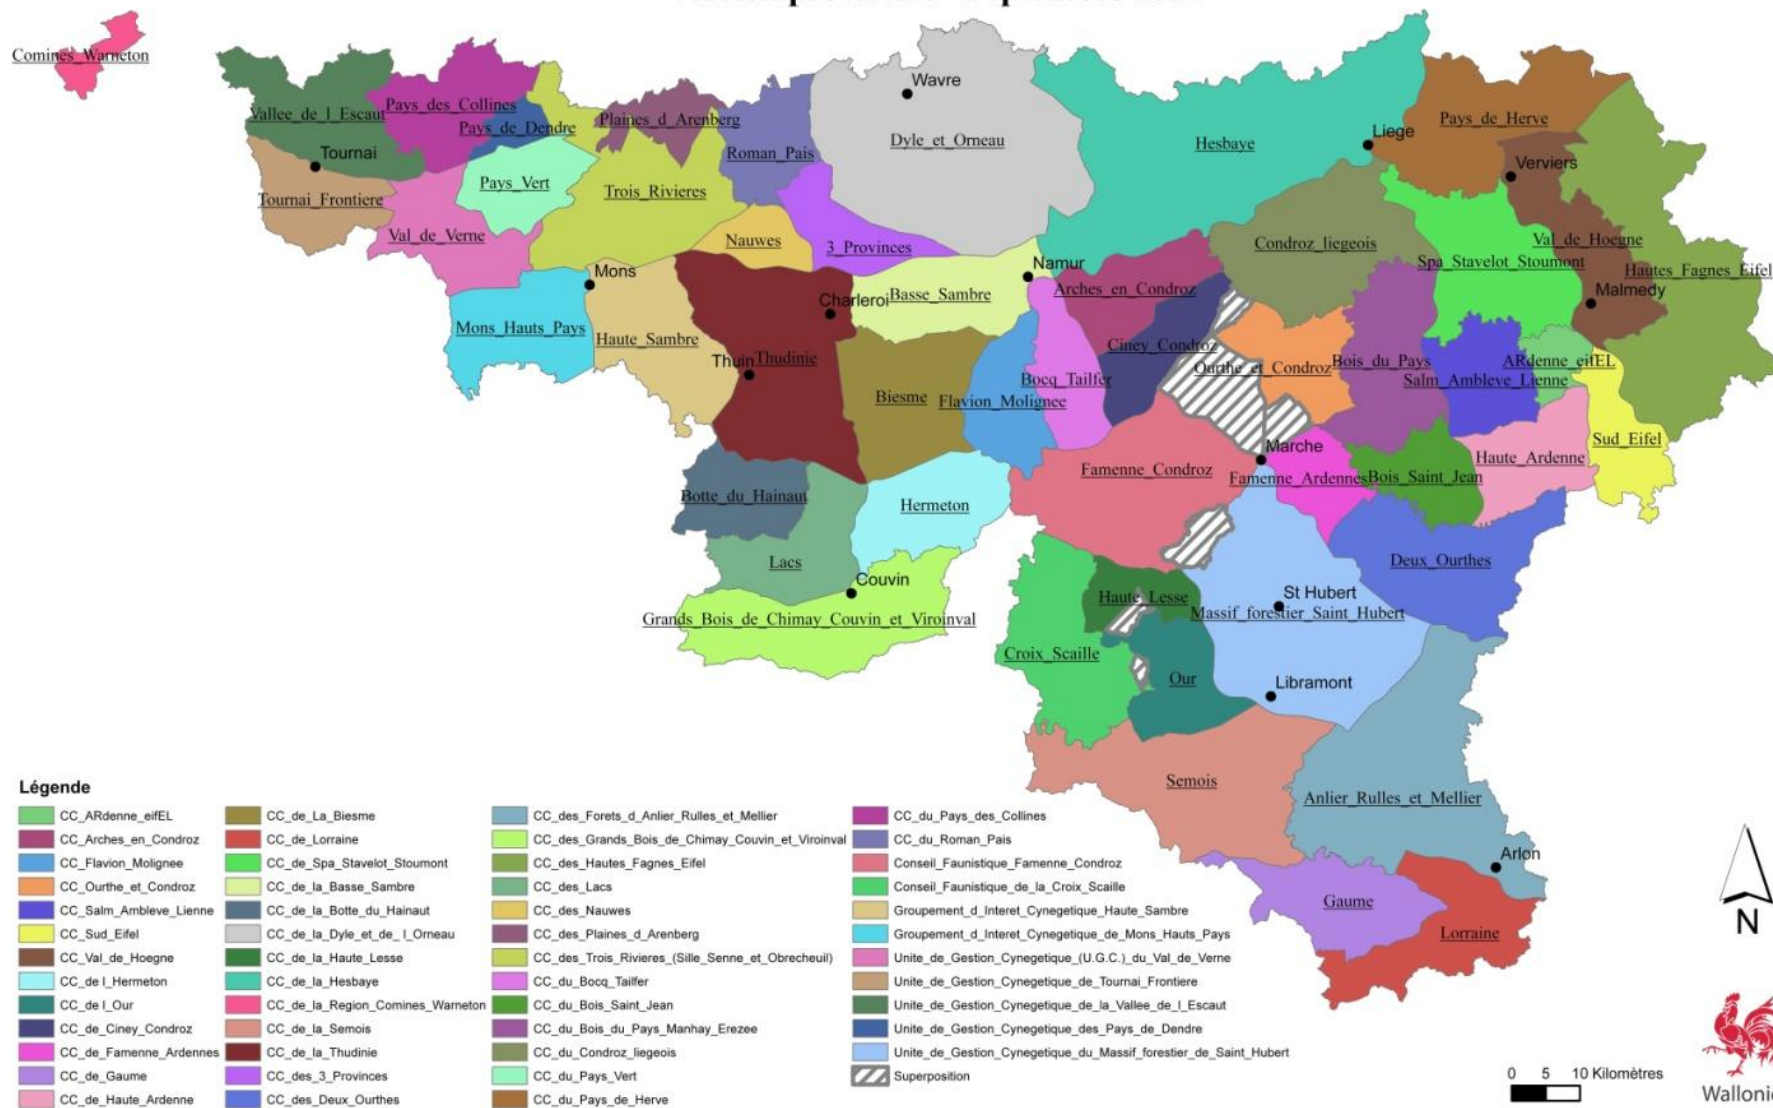 Comines_Warneton
Vallee_de_l_Escaut
Pays_des_Collines
Pays_de_Dendre
Plaines_d_Arenberg
Roman_Pais
Wavre
Dyle_et_Orneau
Hesbaye
Liege
Pays_de_Herve
Verviers
Tournai
Tournai_Frontiere
Pays_Vert
Trois_Rivieres
Val_de_Verne
Nauwes
3_Provinces
Condroz_liegeois
Val_de_Hoegne
Spa_Stavelot_Stoumont
Hautes_Fagnes_Eifel
Mons
Namur
Charleroi
Basse_Sambre
Arches_en_Condroz
Malmedy
Mons_Hauts_Pays
Haute_Sambre
Thuin
Thudinie
Ciney_Condroz
Ourthe_et_Condroz
Bois_du_Pays
ARdenne_eifEL
Salm_Ambleve_Lienne
Bocq_Tailfer
Biesme
Flavion_Molignee
Marche
Sud_Eifel
Haute_Ardenne
Famenne_Condroz
Famenne_Ardennes
Bois_Saint_Jean
Botte_du_Hainaut
Hermeton
Lacs
Couvin
Deux_Ourthes
Haute_Lesse
St Hubert
Massif_forestier_Saint_Hubert
Grands_Bois_de_Chimay_Couvin_et_Viroinval
Croix_Scaille
Our
Libramont
Semois
Anlier_Rulles_et_Mellier
Arlon
Gaume
Lorraine
Légende
CC_ARdenne_eifEL
CC_Arches_en_Condroz
CC_Flavion_Molignee
CC_Ourthe_et_Condroz
CC_Salm_Ambleve_Lienne
CC_Sud_Eifel
CC_Val_de_Hoegne
CC_de_l_Hermeton
CC_de_l_Our
CC_de_Ciney_Condroz
CC_de_Famenne_Ardennes
CC_de_Gaume
CC_de_Haute_Ardenne
CC_de_La_Biesme
CC_de_Lorraine
CC_de_Spa_Stavelot_Stoumont
CC_de_la_Basse_Sambre
CC_de_la_Botte_du_Hainaut
CC_de_la_Dyle_et_de_l_Orneau
CC_de_la_Haute_Lesse
CC_de_la_Hesbaye
CC_de_la_Region_Comines_Warneton
CC_de_la_Semois
CC_de_la_Thudinie
CC_des_3_Provinces
CC_des_Deux_Ourthes
CC_des_Forets_d_Anlier_Rulles_et_Mellier
CC_des_Grands_Bois_de_Chimay_Couvin_et_Viroinval
CC_des_Hautes_Fagnes_Eifel
CC_des_Lacs
CC_des_Nauwes
CC_des_Plaines_d_Arenberg
CC_des_Trois_Rivieres_(Sille_Senne_et_Obrecheuil)
CC_du_Bocq_Tailfer
CC_du_Bois_Saint_Jean
CC_du_Bois_du_Pays_Manhay_Erezee
CC_du_Condroz_liegeois
CC_du_Pays_Vert
CC_du_Pays_de_Herve
CC_du_Pays_des_Collines
CC_du_Roman_Pais
Conseil_Faunistique_Famenne_Condroz
Conseil_Faunistique_de_la_Croix_Scaille
Groupement_d_Interet_Cynegetique_Haute_Sambre
Groupement_d_Interet_Cynegetique_de_Mons_Hauts_Pays
Unite_de_Gestion_Cynegetique_(U.G.C.)_du_Val_de_Verne
Unite_de_Gestion_Cynegetique_de_Tournai_Frontiere
Unite_de_Gestion_Cynegetique_de_la_Vallee_de_l_Escaut
Unite_de_Gestion_Cynegetique_des_Pays_de_Dendre
Unite_de_Gestion_Cynegetique_du_Massif_forestier_de_Saint_Hubert
Superposition
N
0 5 10 Kilomètres
Wallonie